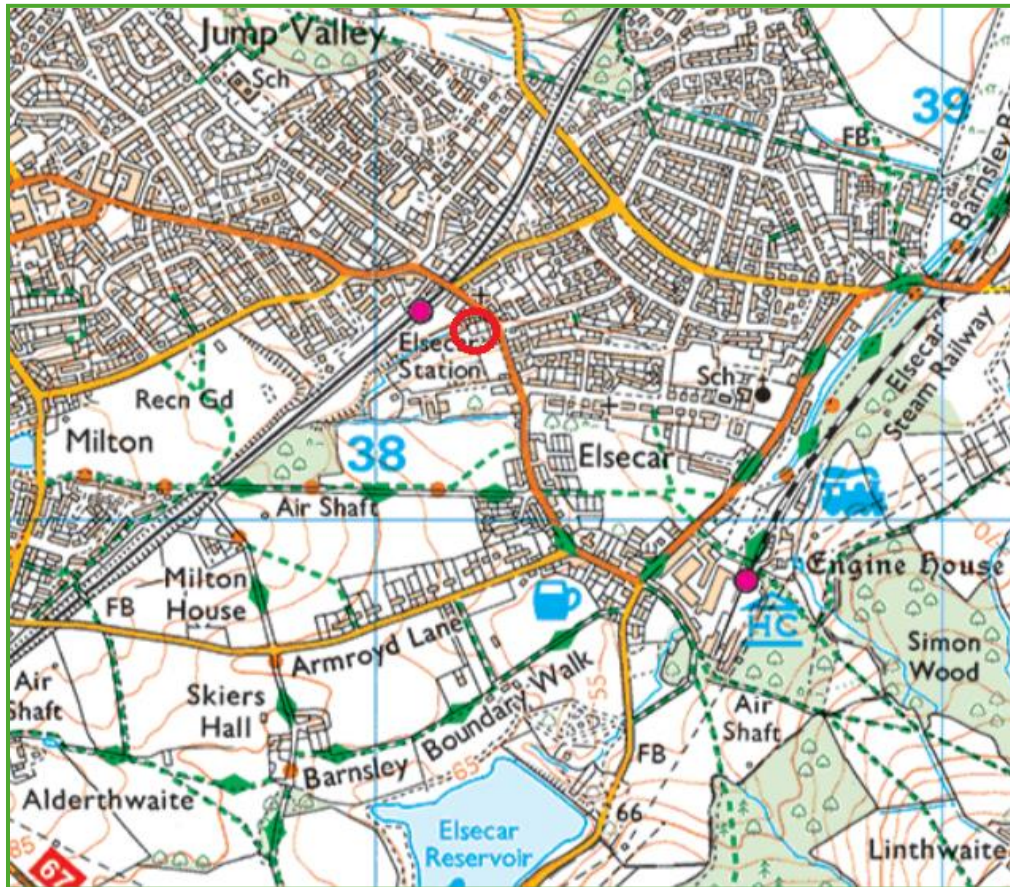 Jump Valley
Sch
39
FB
Barnsley
Elsecar
Station
Elsecar
Steam Railway
Sch
Recn Gd
Milton
38
Elsecar
Air Shaft
Engine House
Milton
House
FB
HC
Armroyd Lane
Simon
Wood
70
Air
Shaft
Skiers
Hall
Barnsley Boundary Walk
55
Air
Shaft
FB
65
Alderthwaite
66
Elsecar
Reservoir
85
67
Linthwaite